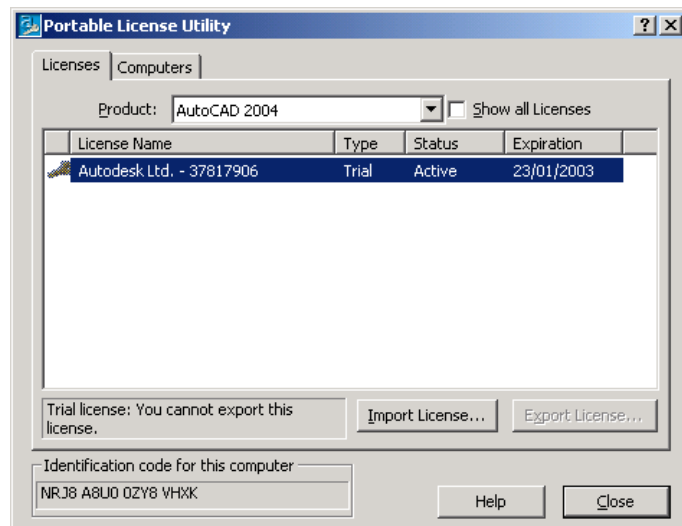 Portable License Utility
Licenses Computers
Product: AutoCAD 2004 Show all Licenses
License Name Type Status Expiration
Autodesk Ltd. - 37817906 Trial Active 23/01/2003
Trial license: You cannot export this
license.
Import License... Export License...
Identification code for this computer
NRJ8 A8U0 0ZY8 VHXK
Help Close